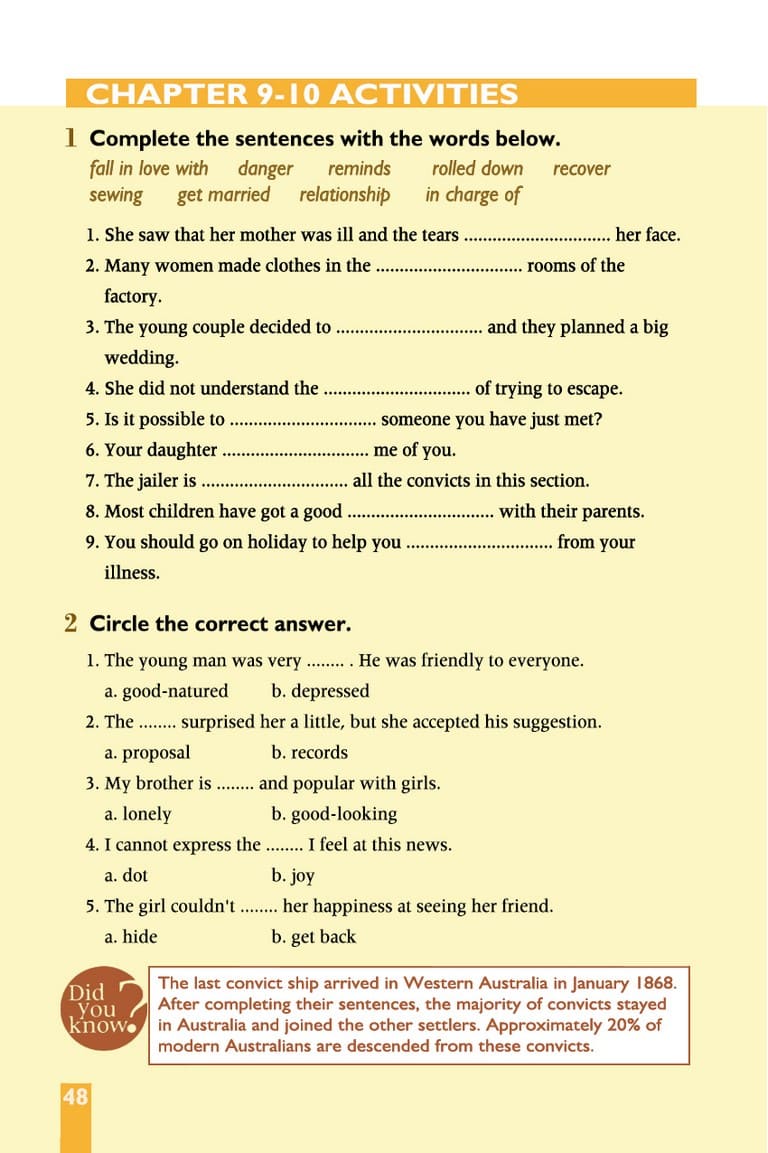 CHAPTER 9-10 ACTIVITIES
1 Complete the sentences with the words below.
fall in love with danger reminds rolled down recover
sewing get married relationship in charge of
1. She saw that her mother was ill and the tears ............................... her face.
2. Many women made clothes in the ............................... rooms of the
factory.
3. The young couple decided to ............................... and they planned a big
wedding.
4. She did not understand the ............................... of trying to escape.
5. Is it possible to ............................... someone you have just met?
6. Your daughter ............................... me of you.
7. The jailer is ............................... all the convicts in this section.
8. Most children have got a good ............................... with their parents.
9. You should go on holiday to help you ............................... from your
illness.
2 Circle the correct answer.
1. The young man was very ........ . He was friendly to everyone.
a. good-natured b. depressed
2. The ........ surprised her a little, but she accepted his suggestion.
a. proposal b. records
3. My brother is ........ and popular with girls.
a. lonely b. good-looking
4. I cannot express the ........ I feel at this news.
a. dot b. joy
5. The girl couldn't ........ her happiness at seeing her friend.
a. hide b. get back
Did
you
know?
The last convict ship arrived in Western Australia in January 1868.
After completing their sentences, the majority of convicts stayed
in Australia and joined the other settlers. Approximately 20% of
modern Australians are descended from these convicts.
48